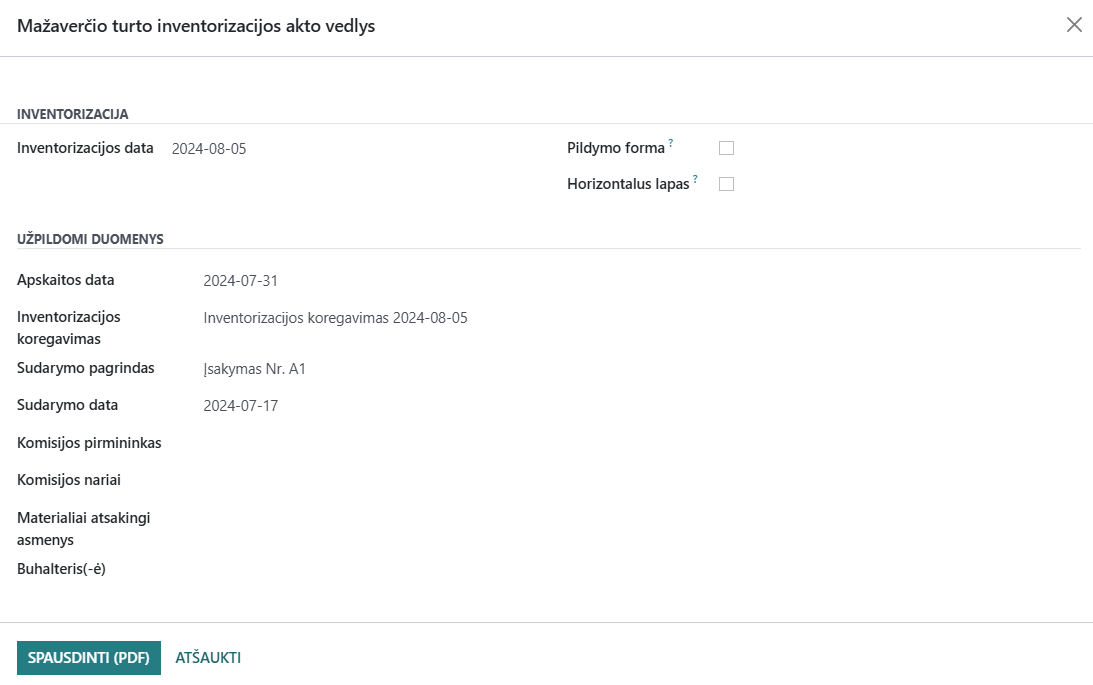 Mažaverčio turto inventorizacijos akto vedlys
INVENTORIZACIJA
Inventorizacijos data 2024-08-05
Pildymo forma ?
Horizontalus lapas ?
UŽPILDOMI DUOMENYS
Apskaitos data 2024-07-31
Inventorizacijos
koregavimas
Inventorizacijos koregavimas 2024-08-05
Sudarymo pagrindas Įsakymas Nr. A1
Sudarymo data 2024-07-17
Komisijos pirmininkas
Komisijos nariai
Materialiai atsakingi
asmenys
Buhalteris(-ė)
SPAUSDINTI (PDF) ATŠAUKTI